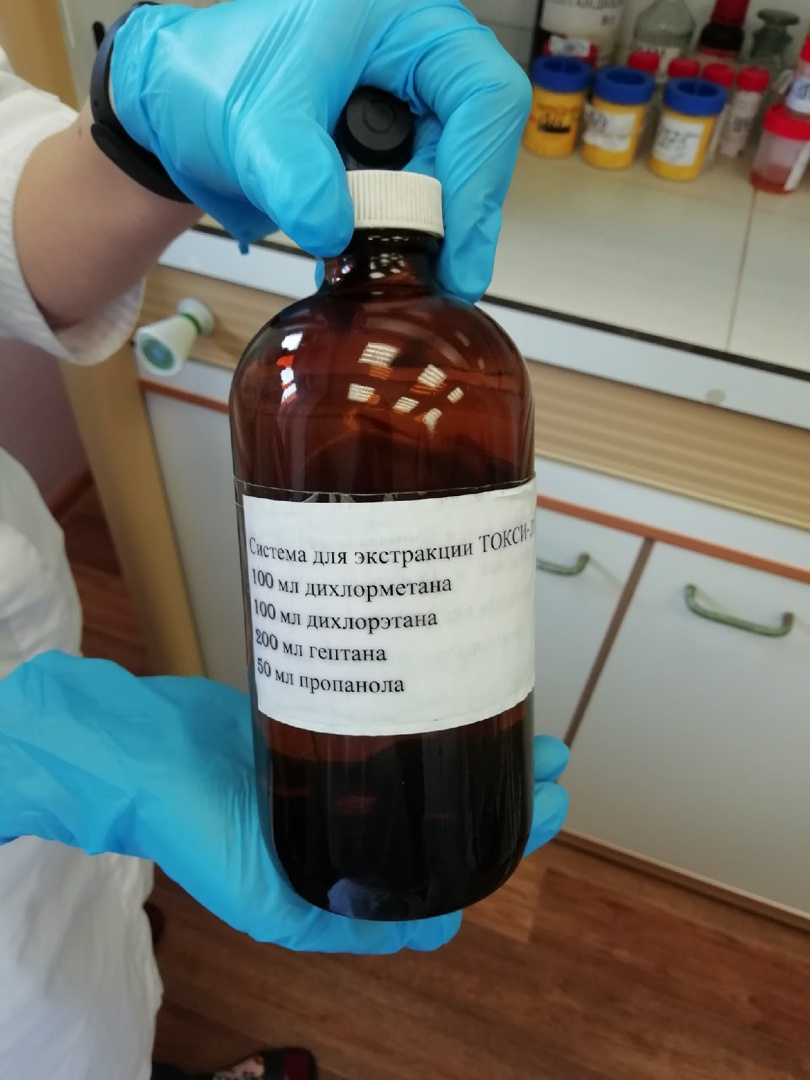 Система для экстракции ТОКСИ-
100 мл дихлорметана
100 мл дихлорэтана
200 мл гептана
50 мл пропанола